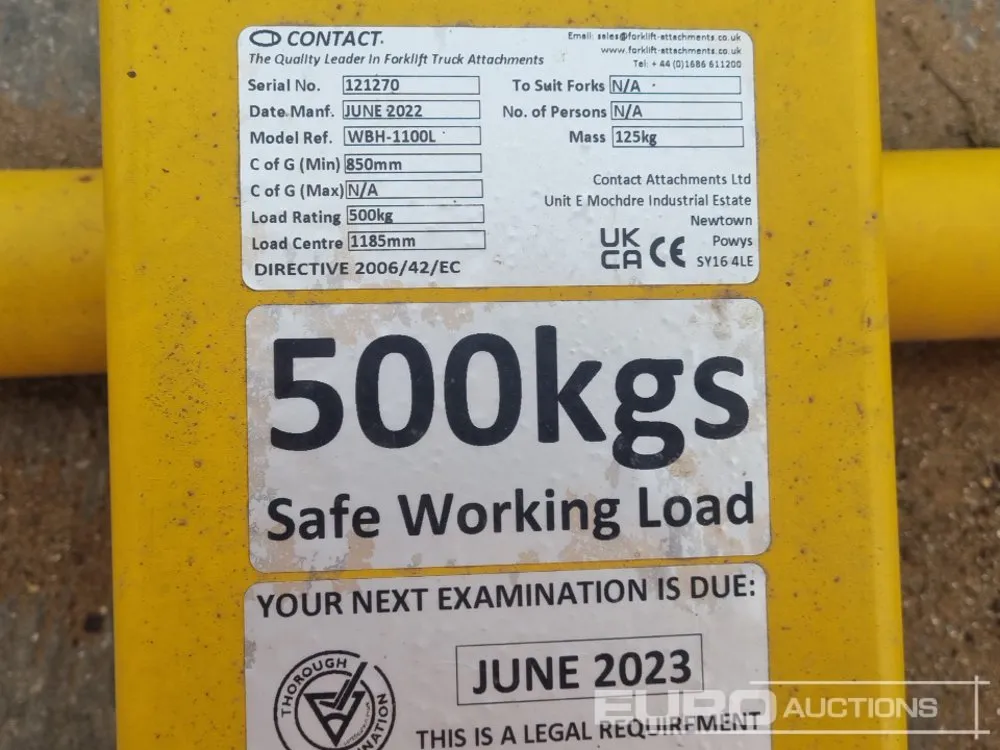 CONTACT.
The Quality Leader In Forklift Truck Attachments
Email: sales@forklift-attachments.co.uk
www.forklift-attachments.co.uk
Tel: + 44 (0)1686 611200
Serial No. 121270
Date Manf. JUNE 2022
Model Ref. WBH-1100L
C of G (Min) 850mm
C of G (Max) N/A
Load Rating 500kg
Load Centre 1185mm
DIRECTIVE 2006/42/EC
To Suit Forks N/A
No. of Persons N/A
Mass 125kg
Contact Attachments Ltd
Unit E Mochdre Industrial Estate
Newtown
Powys
SY16 4LE
UK
CA CE
500kgs
Safe Working Load
YOUR NEXT EXAMINATION IS DUE:
THOROUGH
JUNE 2023
THIS IS A LEGAL REQUIREMENT
EURO AUCTIONS